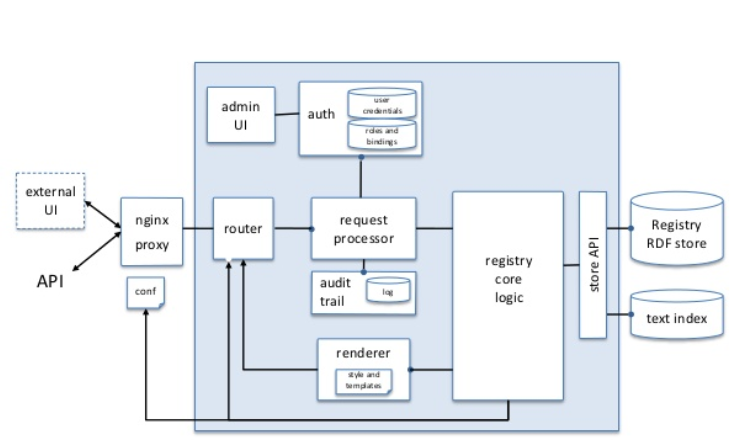 admin
UI
auth
user
credentials
roles and
bindings
external
UI
API
nginx
proxy
conf
router
request
processor
audit
trail
log
renderer
style and
templates
registry
core
logic
store API
Registry
RDF store
text index